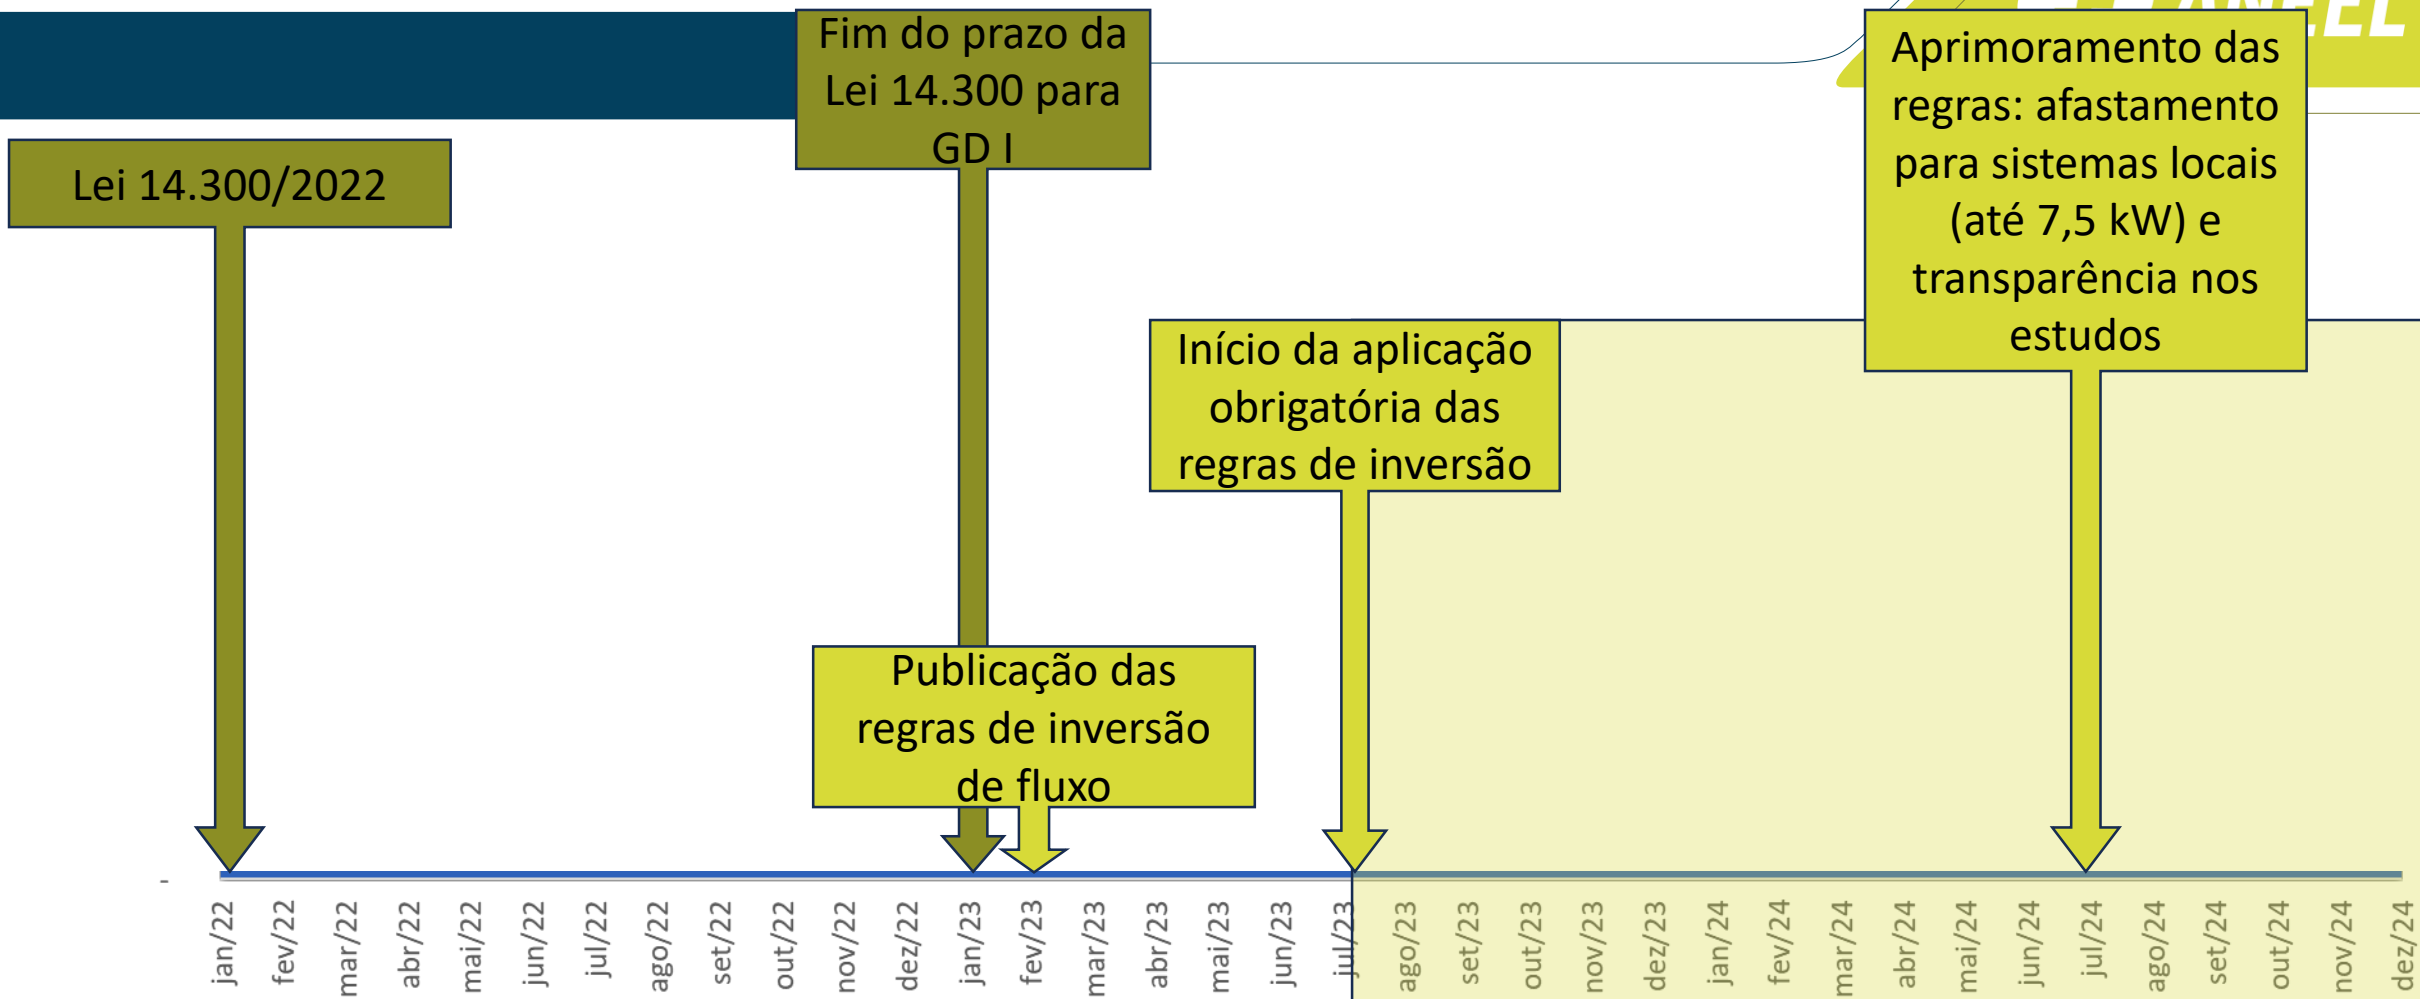 ANEEL
Lei 14.300/2022
Fim do prazo da
Lei 14.300 para
GD I
Publicação das
regras de inversão
de fluxo
Início da aplicação
obrigatória das
regras de inversão
Aprimoramento das
regras: afastamento
para sistemas locais
(até 7,5 kW) e
transparência nos
estudos
-
jan/22
fev/22
mar/22
abr/22
mai/22
jun/22
jul/22
ago/22
set/22
out/22
nov/22
dez/22
jan/23
fev/23
mar/23
abr/23
mai/23
jun/23
jul/23
ago/23
set/23
out/23
nov/23
dez/23
jan/24
fev/24
mar/24
abr/24
mai/24
jun/24
jul/24
ago/24
set/24
out/24
nov/24
dez/24